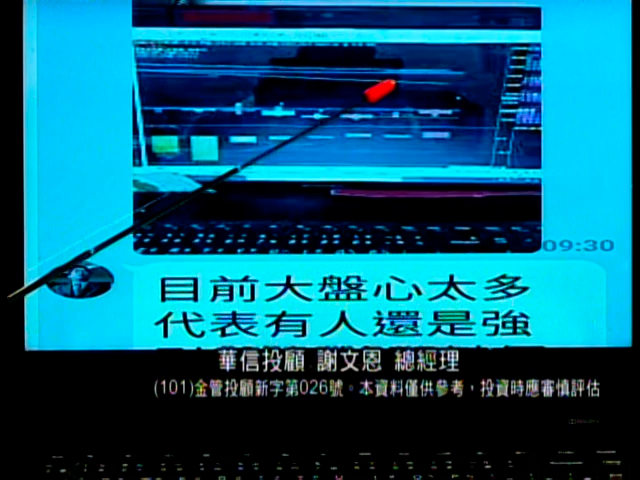 09:30
目前大盤心太多
代表有人還是強
華信投顧 謝文恩 總經理
(101)金管投顧新字第026號。本資料僅供參考，投資時應審慎評估